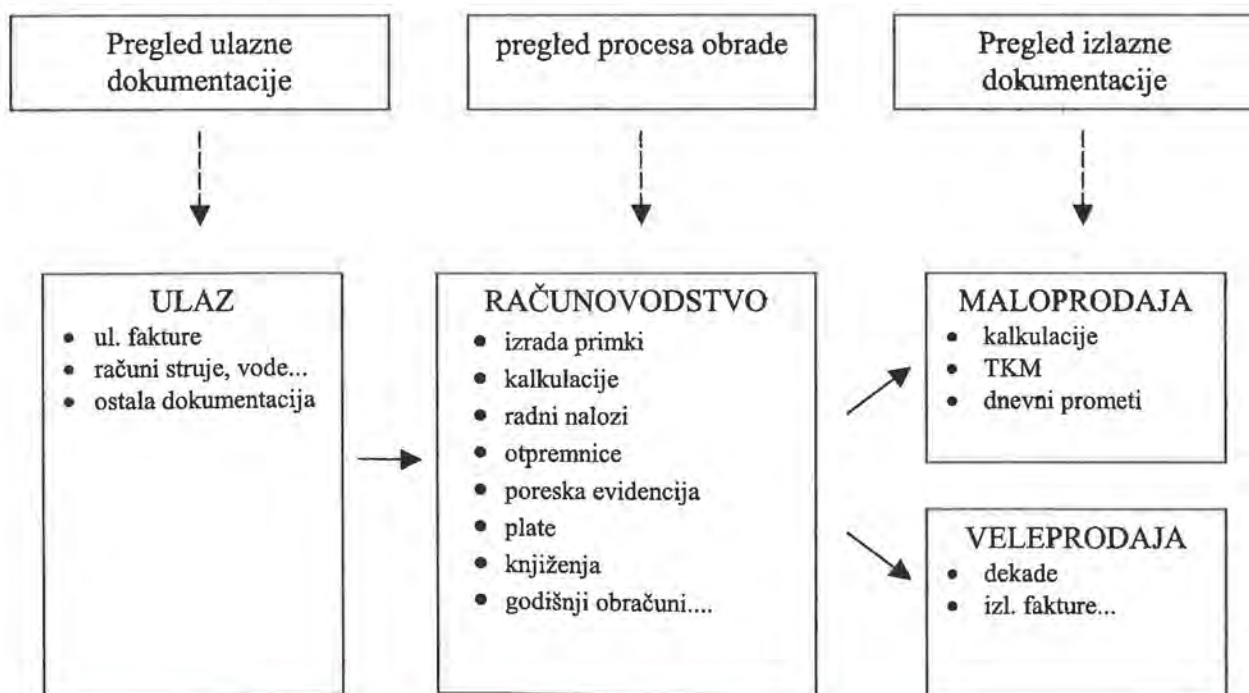 Pregled ulazne
dokumentacije
pregled procesa obrade
Pregled izlazne
dokumentacije
ULAZ
• ul. fakture
• računi struje, vode...
• ostala dokumentacija
RAČUNOVODSTVO
• izrada primki
• kalkulacije
• radni nalozi
• otpremnice
• poreska evidencija
• plate
• knjiženja
• godišnji obračuni....
MALOPRODAJA
• kalkulacije
• TKM
• dnevni prometi
VELEPRODAJA
• dekade
• izl. fakture...